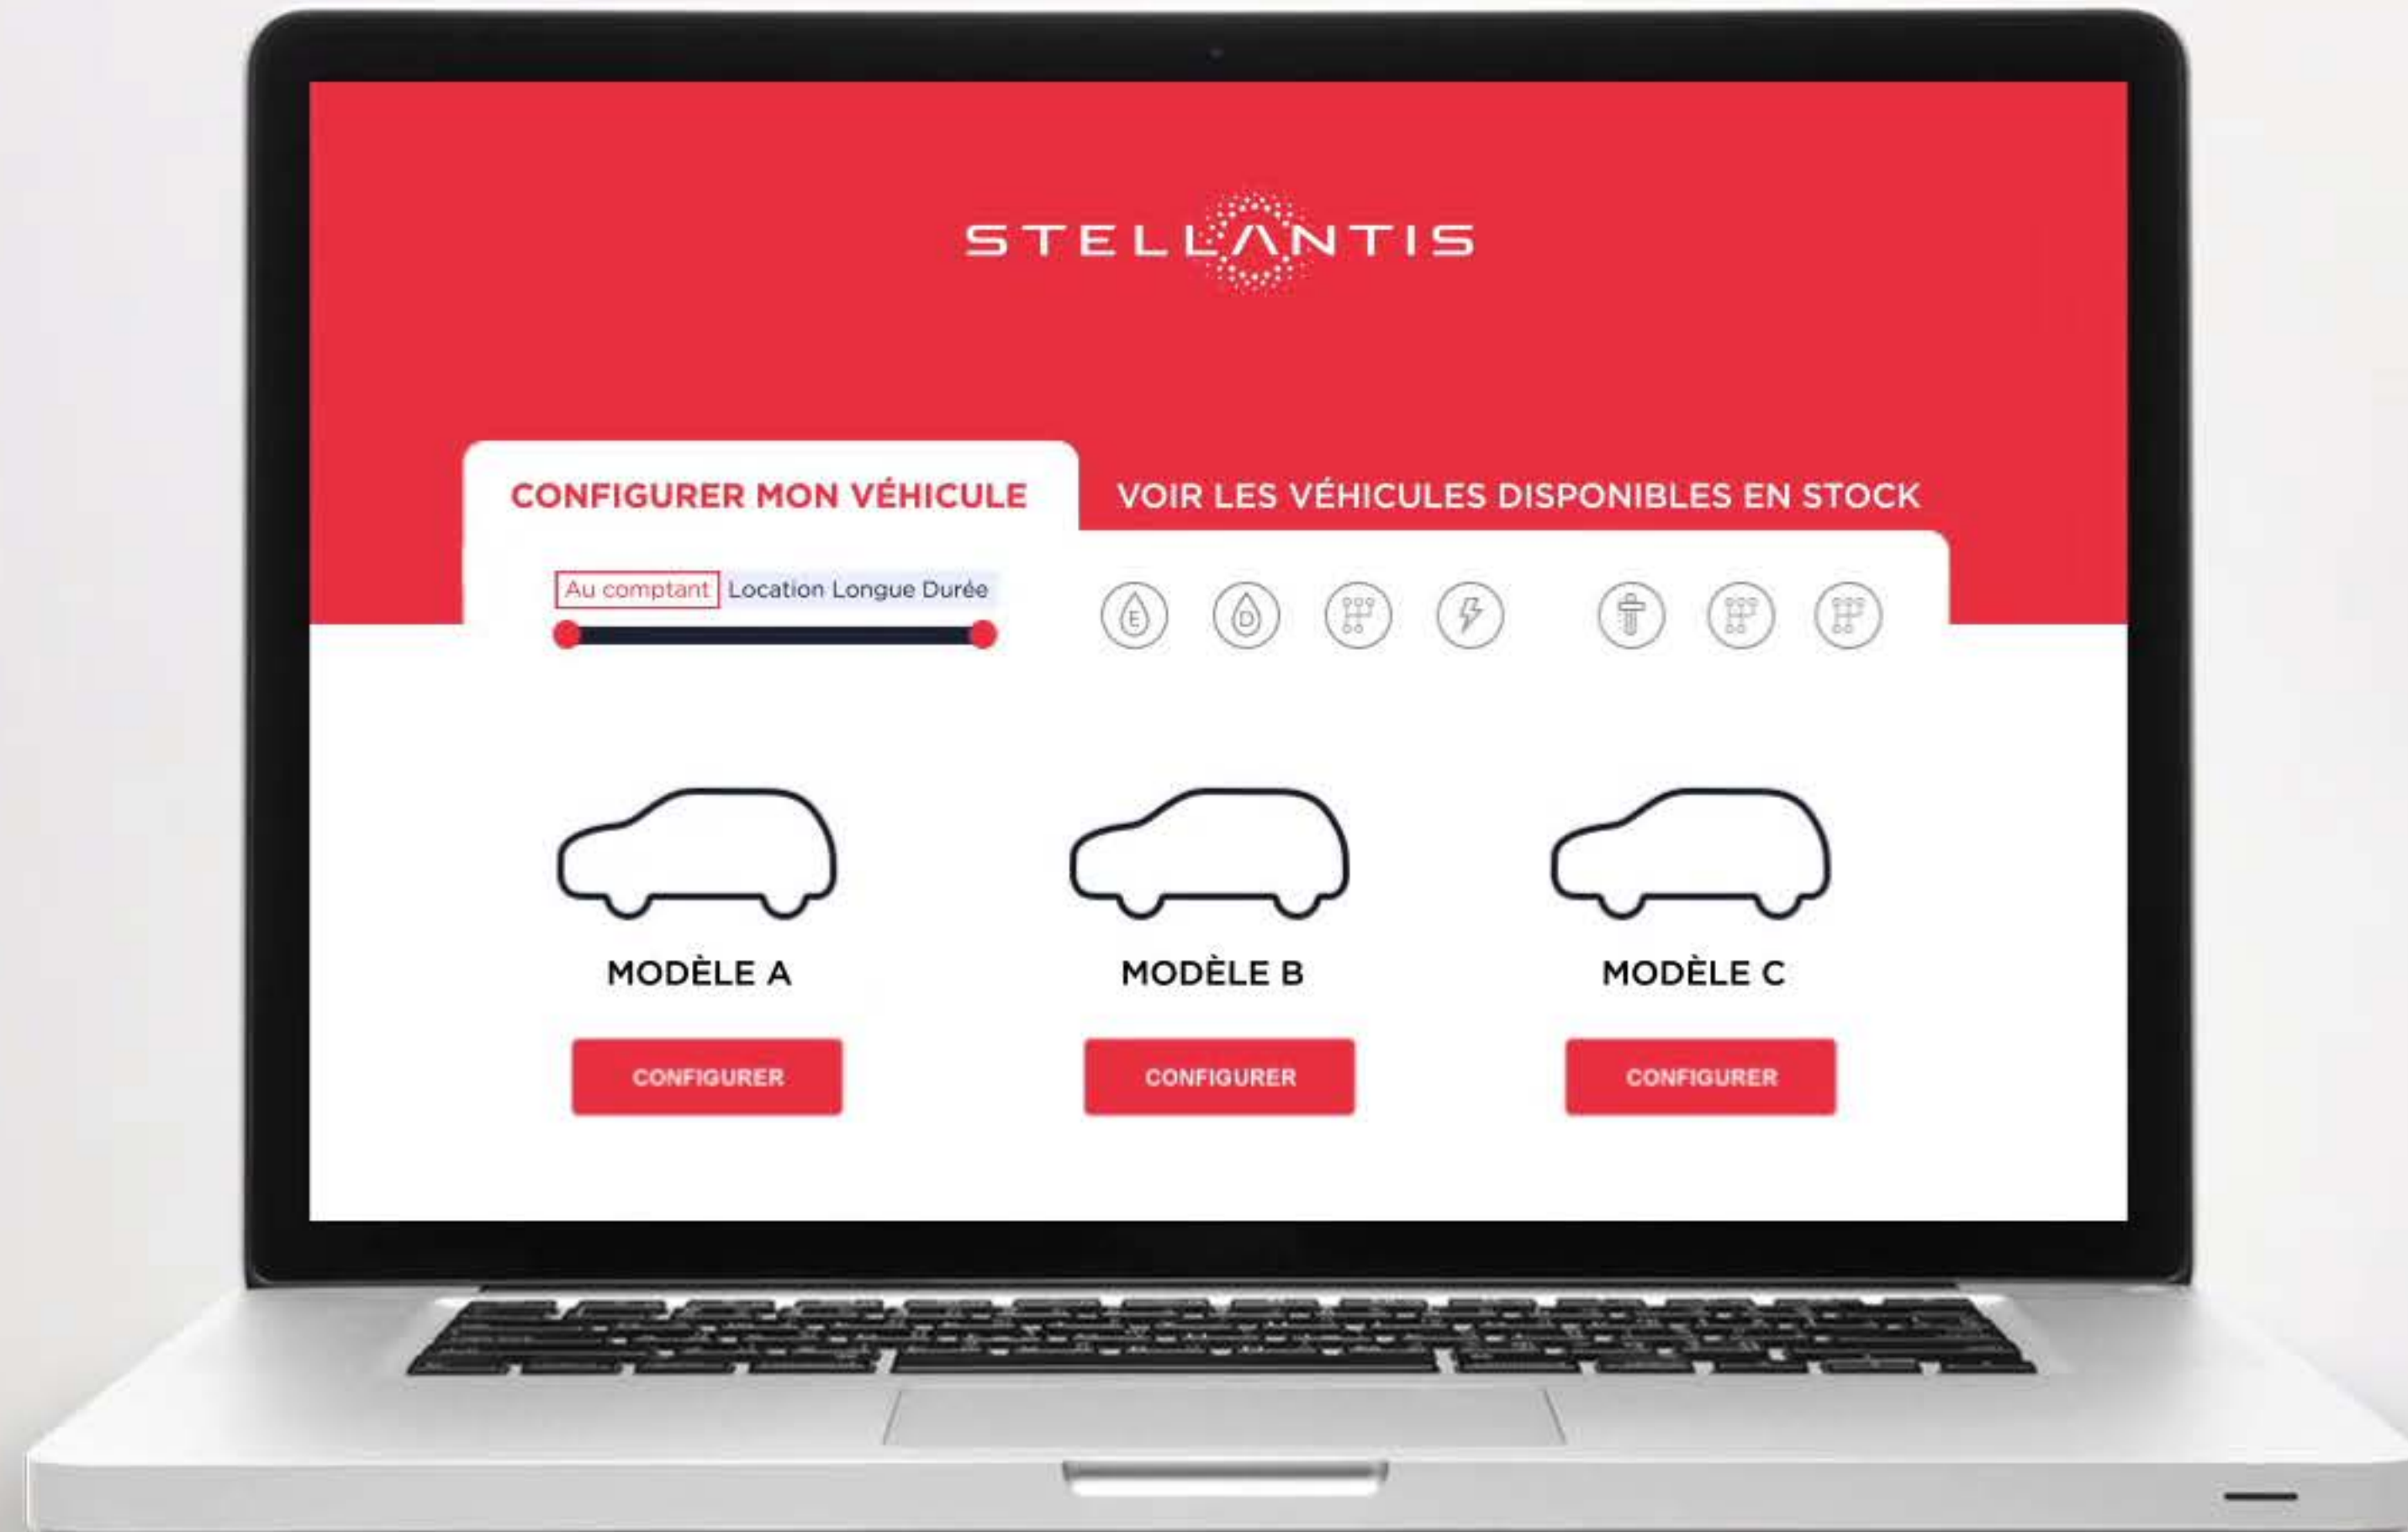 STELLANTIS
CONFIGURER MON VÉHICULE
VOIR LES VÉHICULES DISPONIBLES EN STOCK
Au comptant
Location Longue Durée
E
D
MODÈLE A
MODÈLE B
MODÈLE C
CONFIGURER
CONFIGURER
CONFIGURER